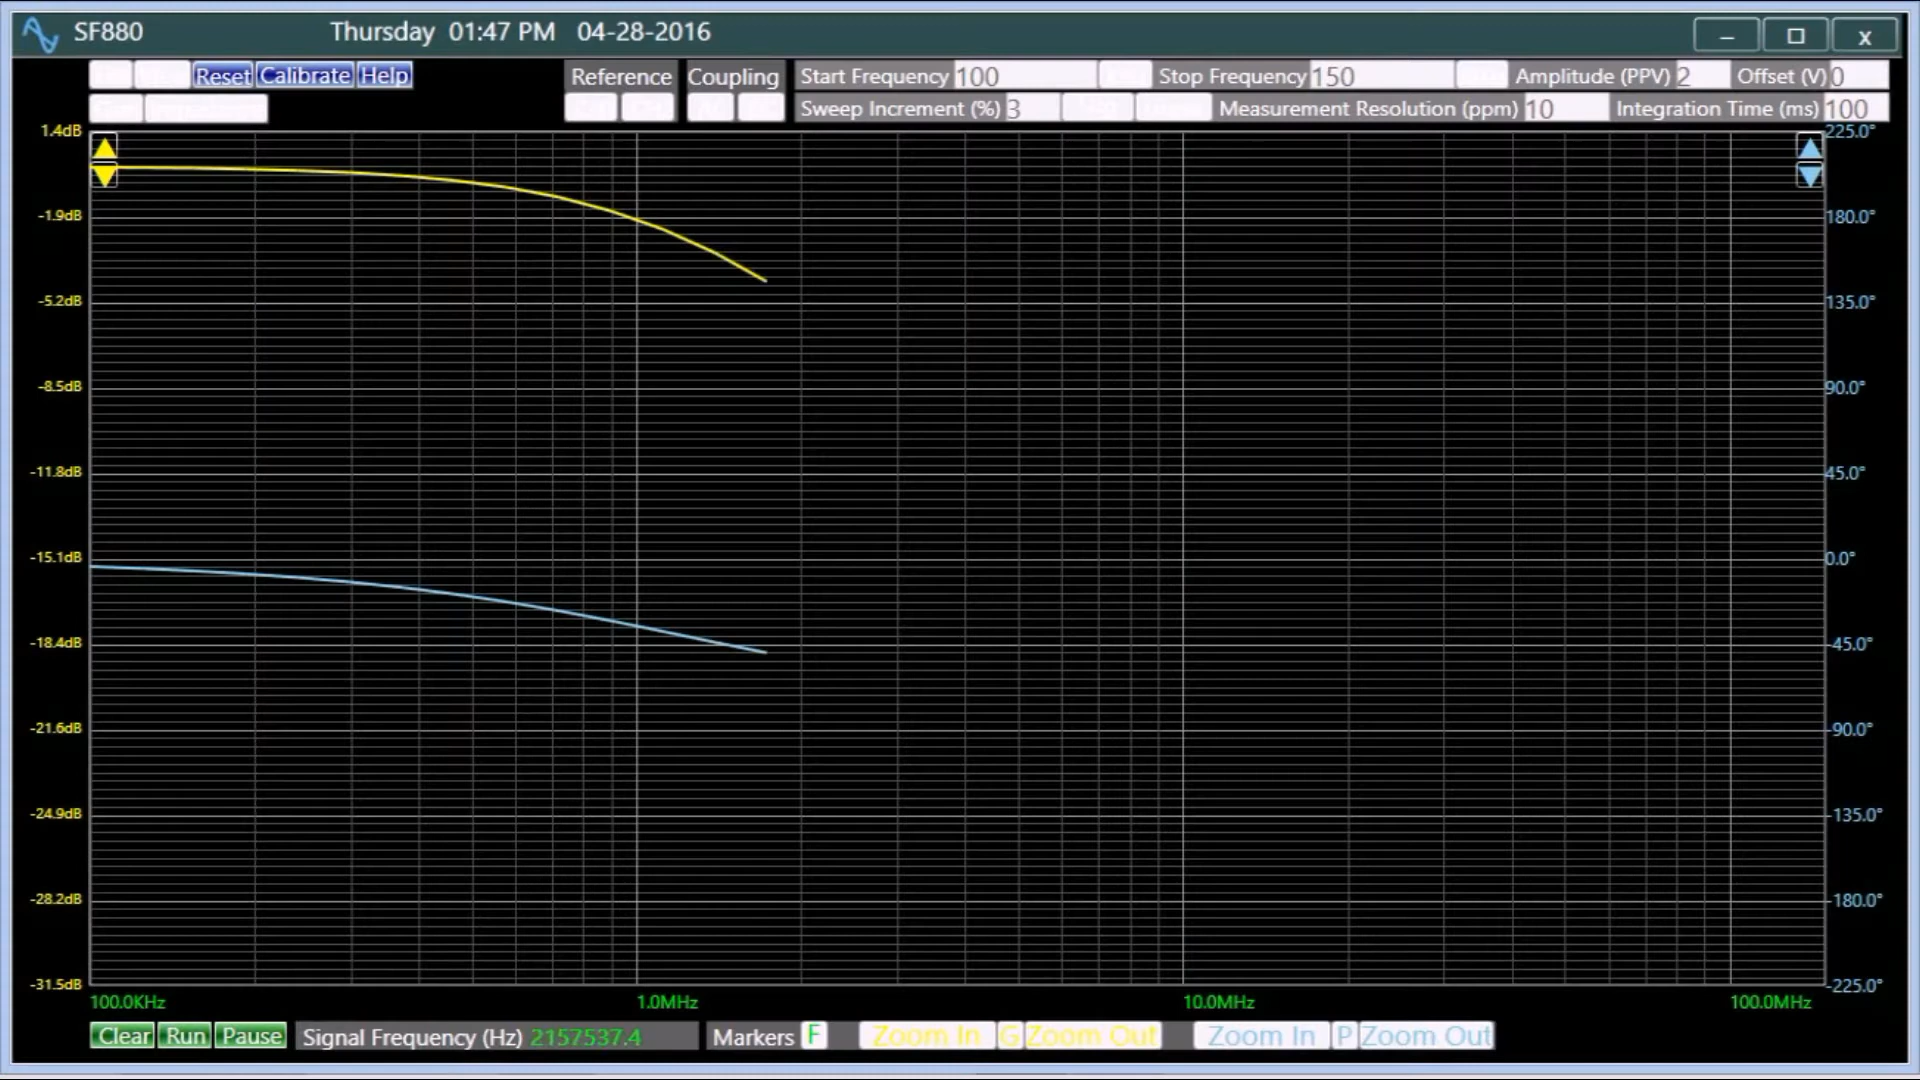 SF880 Thursday 01:47 PM 04-28-2016
Reset Calibrate Help Reference Coupling Start Frequency 100 Stop Frequency 150 Amplitude (PPV) 2 Offset (V) 0
Sweep Increment (%) 3 Measurement Resolution (ppm) 10 Integration Time (ms) 100
1.4dB 225.0°
-1.9dB 180.0°
-5.2dB 135.0°
-8.5dB 90.0°
-11.8dB 45.0°
-15.1dB 0.0°
-18.4dB -45.0°
-21.6dB -90.0°
-24.9dB -135.0°
-28.2dB -180.0°
-31.5dB -225.0°
100.0KHz 1.0MHz 10.0MHz 100.0MHz
Clear Run Pause Signal Frequency (Hz) 2157537.4 Markers F Zoom In G Zoom Out Zoom In P Zoom Out